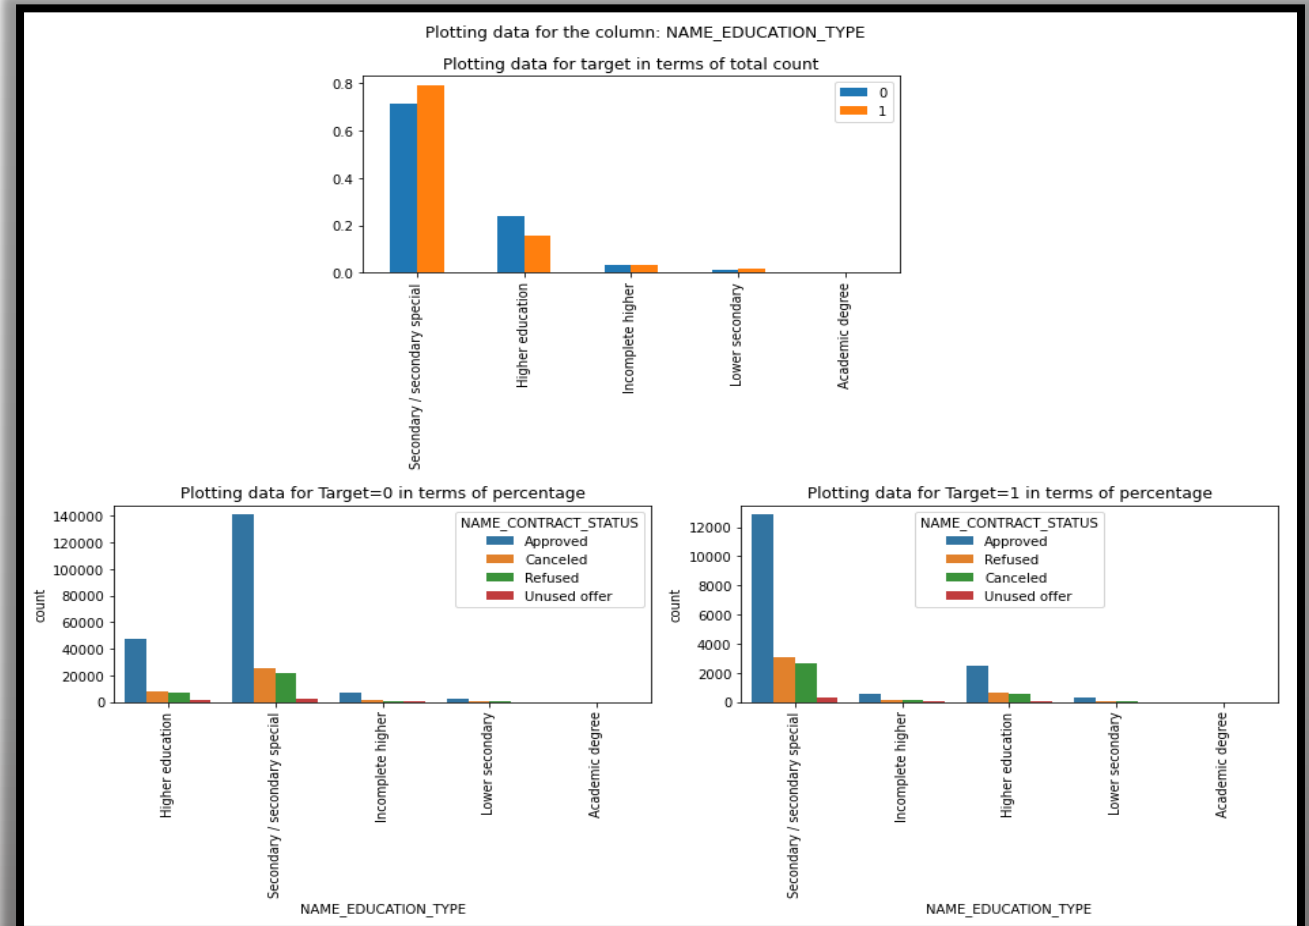 Plotting data for the column: NAME_EDUCATION_TYPE
Plotting data for target in terms of total count
0.8
0.6
0.4
0.2
0.0
0
1
Secondary / secondary special
Higher education
Incomplete higher
Lower secondary
Academic degree
Plotting data for Target=0 in terms of percentage
140000
120000
100000
80000
60000
40000
20000
0
count
NAME_CONTRACT_STATUS
Approved
Canceled
Refused
Unused offer
Higher education
Secondary / secondary special
Incomplete higher
Lower secondary
Academic degree
NAME_EDUCATION_TYPE
Plotting data for Target=1 in terms of percentage
12000
10000
8000
6000
4000
2000
0
count
NAME_CONTRACT_STATUS
Approved
Refused
Canceled
Unused offer
Secondary / secondary special
Incomplete higher
Higher education
Lower secondary
Academic degree
NAME_EDUCATION_TYPE